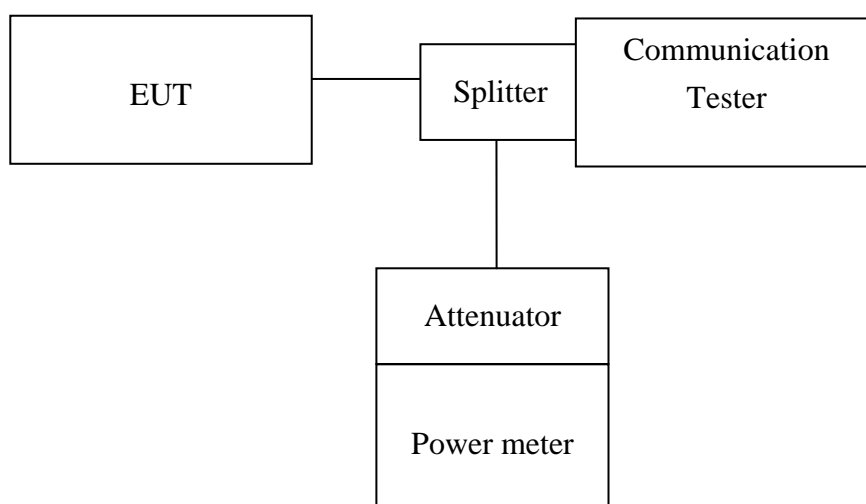 EUT
Splitter
Communication
Tester
Attenuator
Power meter